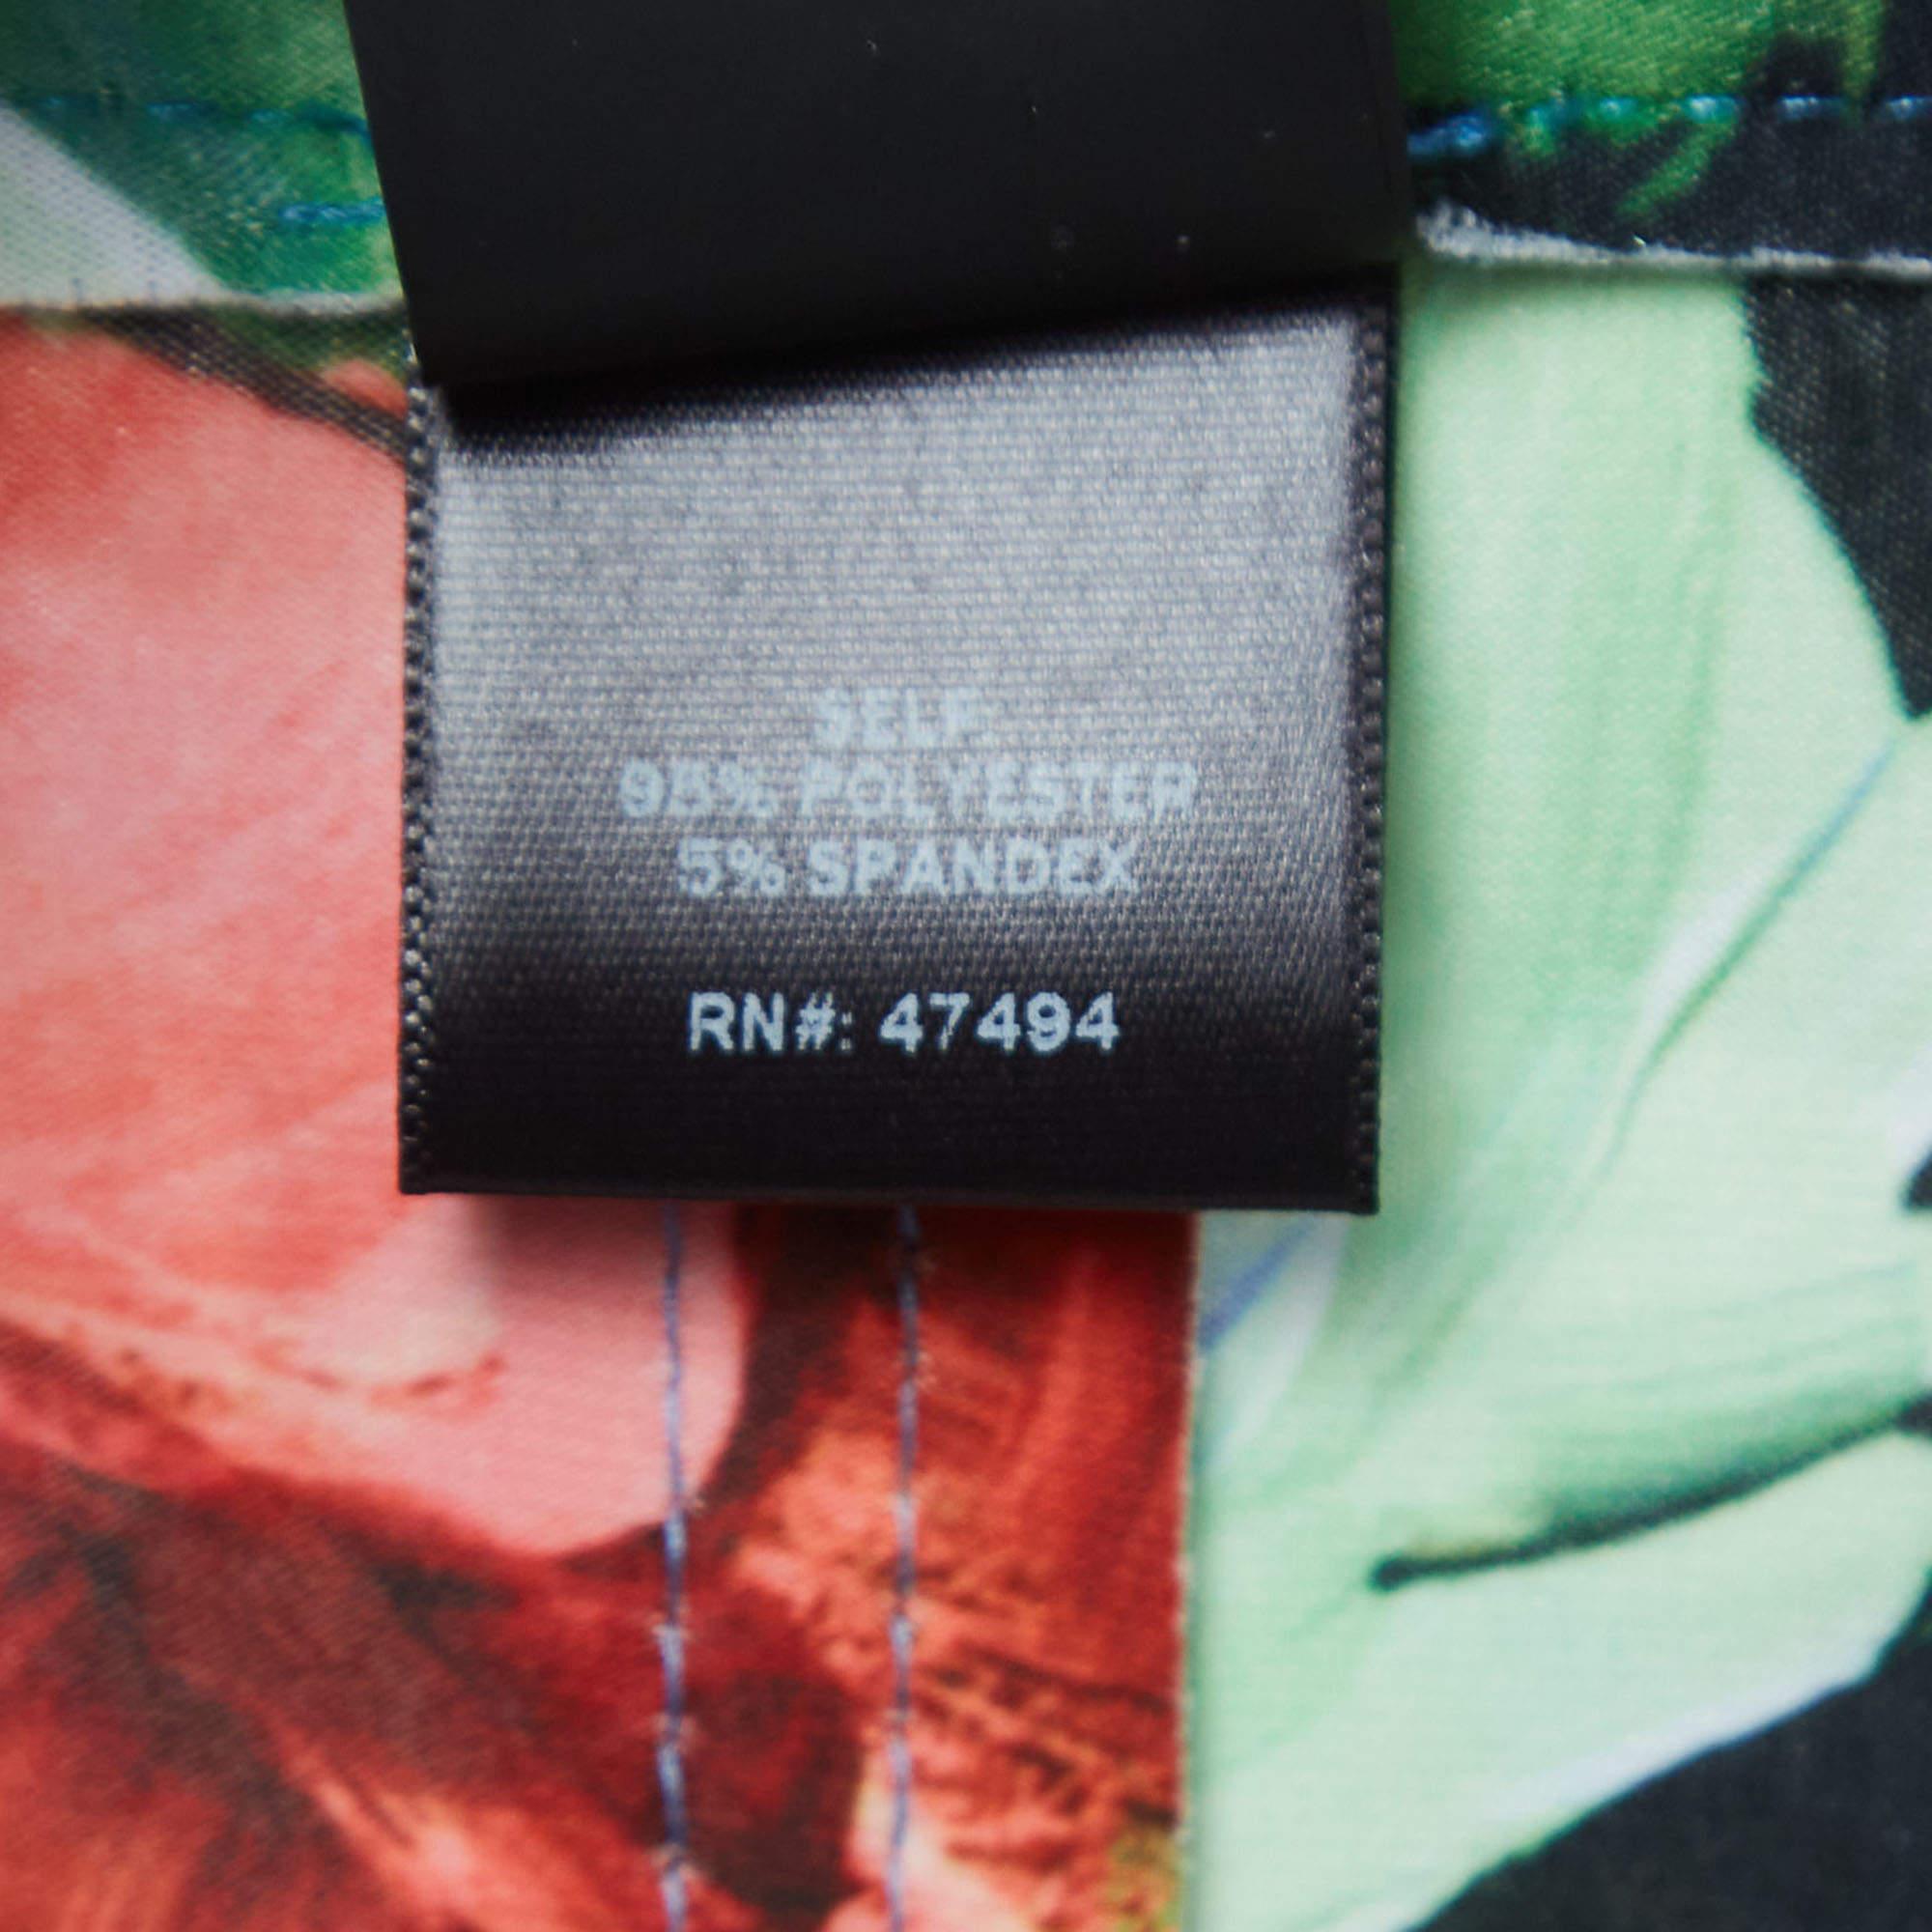 SELF
95% POLYESTER
5% SPANDEX
RN#: 47494